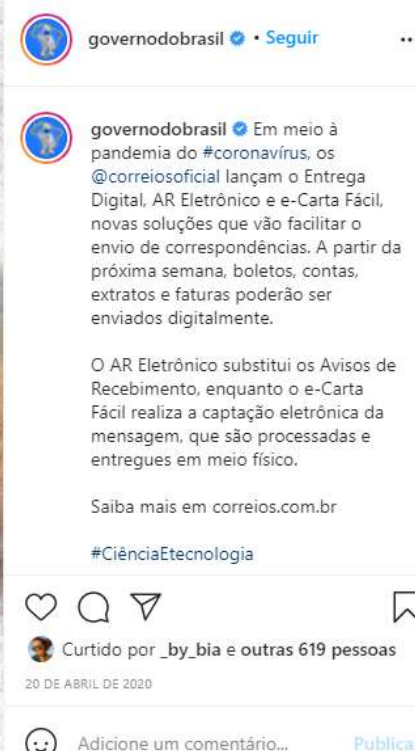 governodobrasil • Seguir
governodobrasil Em meio à
pandemia do #coronavírus, os
@correiosoficial lançam o Entrega
Digital, AR Eletrônico e e-Carta Fácil,
novas soluções que vão facilitar o
envio de correspondências. A partir da
próxima semana, boletos, contas,
extratos e faturas poderão ser
enviados digitalmente.
O AR Eletrônico substitui os Avisos de
Recebimento, enquanto o e-Carta
Fácil realiza a captação eletrônica da
mensagem, que são processadas e
entregues em meio físico.
Saiba mais em correios.com.br
#CiênciaEtecnologia
Curtido por _by_bia e outras 619 pessoas
20 DE ABRIL DE 2020
Adicione um comentário... Publica